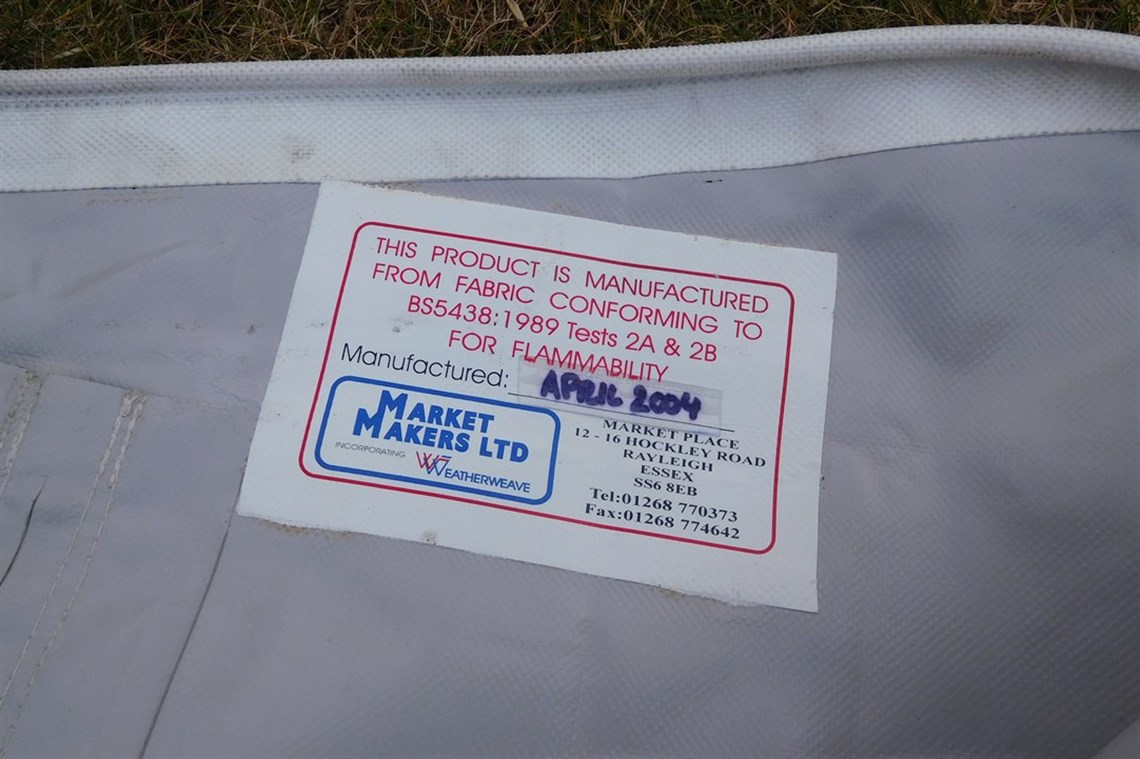 THIS PRODUCT IS MANUFACTURED
FROM FABRIC CONFORMING TO
BS5438:1989 Tests 2A & 2B
FOR FLAMMABILITY
Manufactured: APRIL 2004
MARKET
MAKERS LTD
INCORPORATING WEATHERWEAVE
MARKET PLACE
12 - 16 HOCKLEY ROAD
RAYLEIGH
ESSEX
SS6 8EB
Tel:01268 770373
Fax:01268 774642